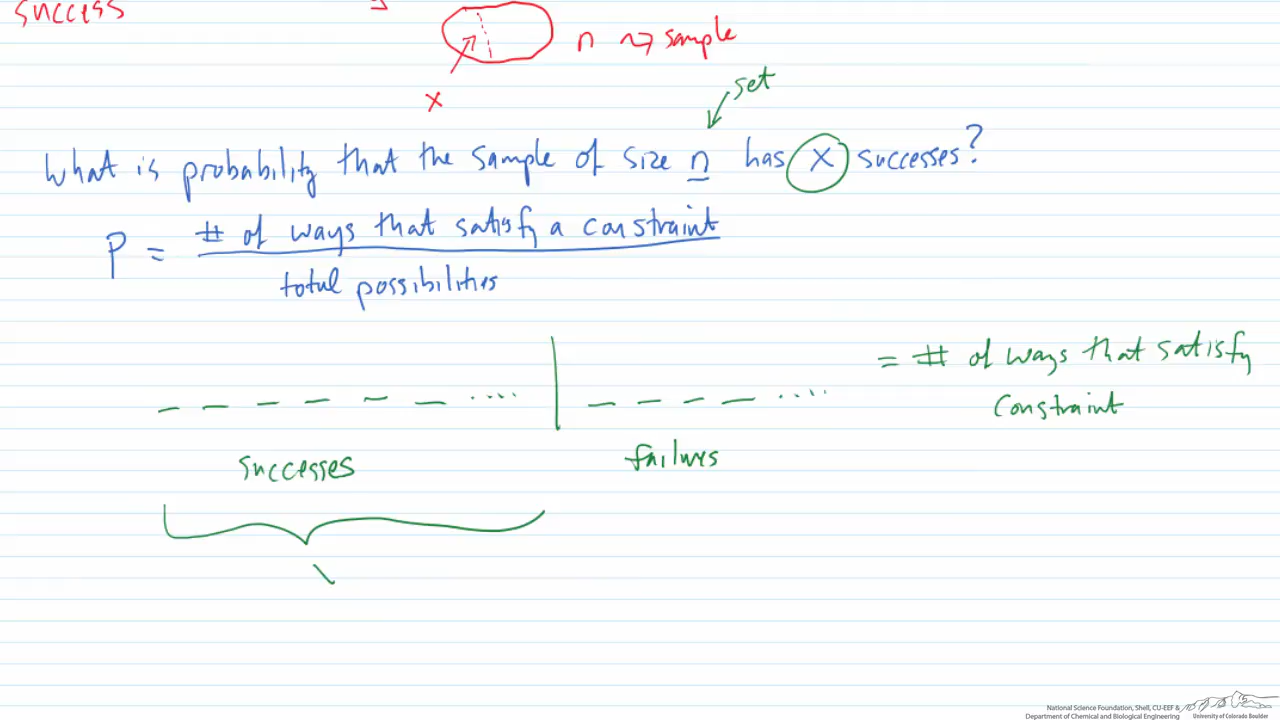 success
n → sample
x
set
What is probability that the sample of size n has x successes?
P = # of ways that satisfy a constraint
total possibilities
= # of ways that satisfy
constraint
_ _ _ _ _ _ .... | _ _ _ _ ....
successes
failures
National Science Foundation, Shell, CU-EEF &
Department of Chemical and Biological Engineering
University of Colorado Boulder